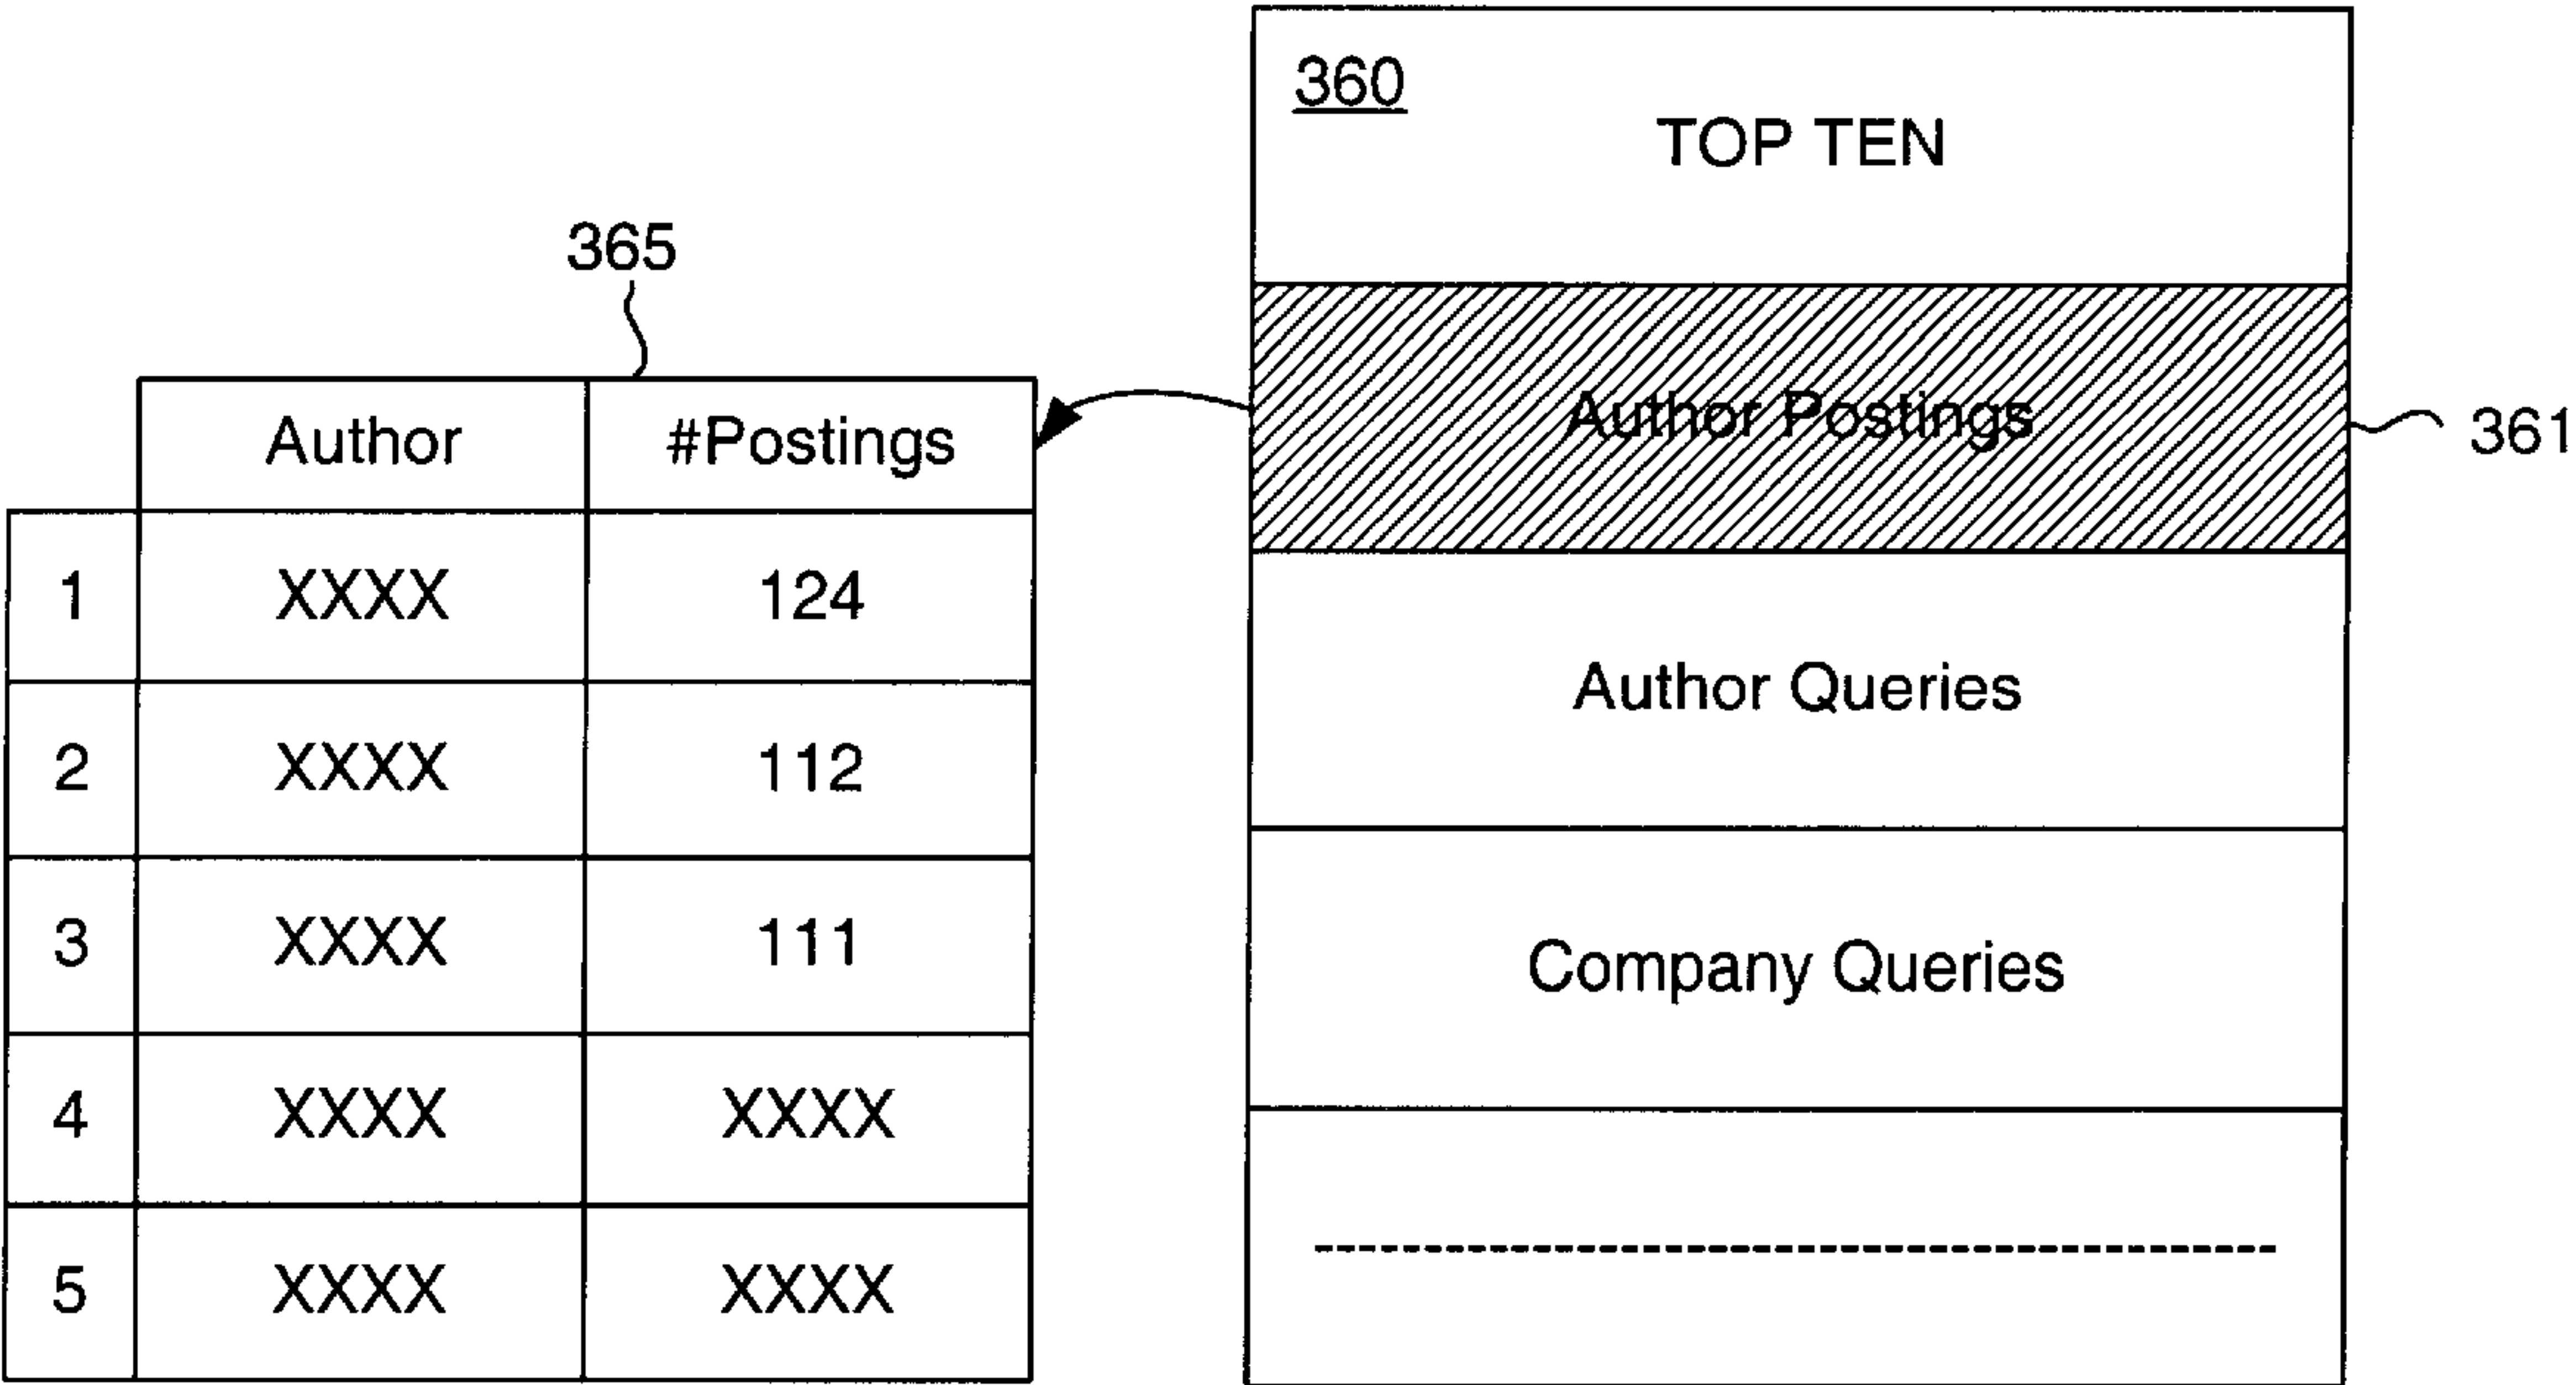 360
TOP TEN
365
Author Postings
361
Author #Postings
1 XXXX 124
2 XXXX 112
3 XXXX 111
4 XXXX XXXX
5 XXXX XXXX
Author Queries
Company Queries